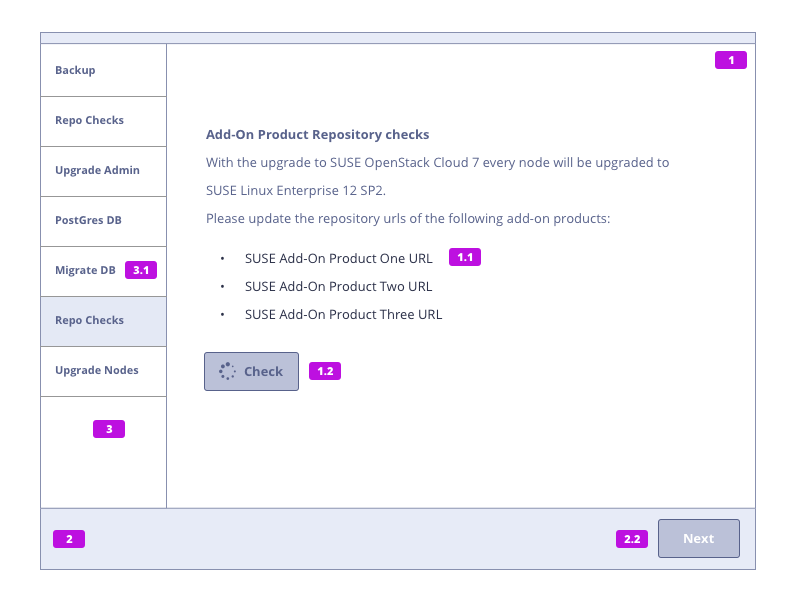 Backup
Repo Checks
Upgrade Admin
PostGres DB
Migrate DB 3.1
Repo Checks
Upgrade Nodes
3
1
Add-On Product Repository checks
With the upgrade to SUSE OpenStack Cloud 7 every node will be upgraded to
SUSE Linux Enterprise 12 SP2.
Please update the repository urls of the following add-on products:
• SUSE Add-On Product One URL 1.1
• SUSE Add-On Product Two URL
• SUSE Add-On Product Three URL
Check 1.2
2
2.2 Next